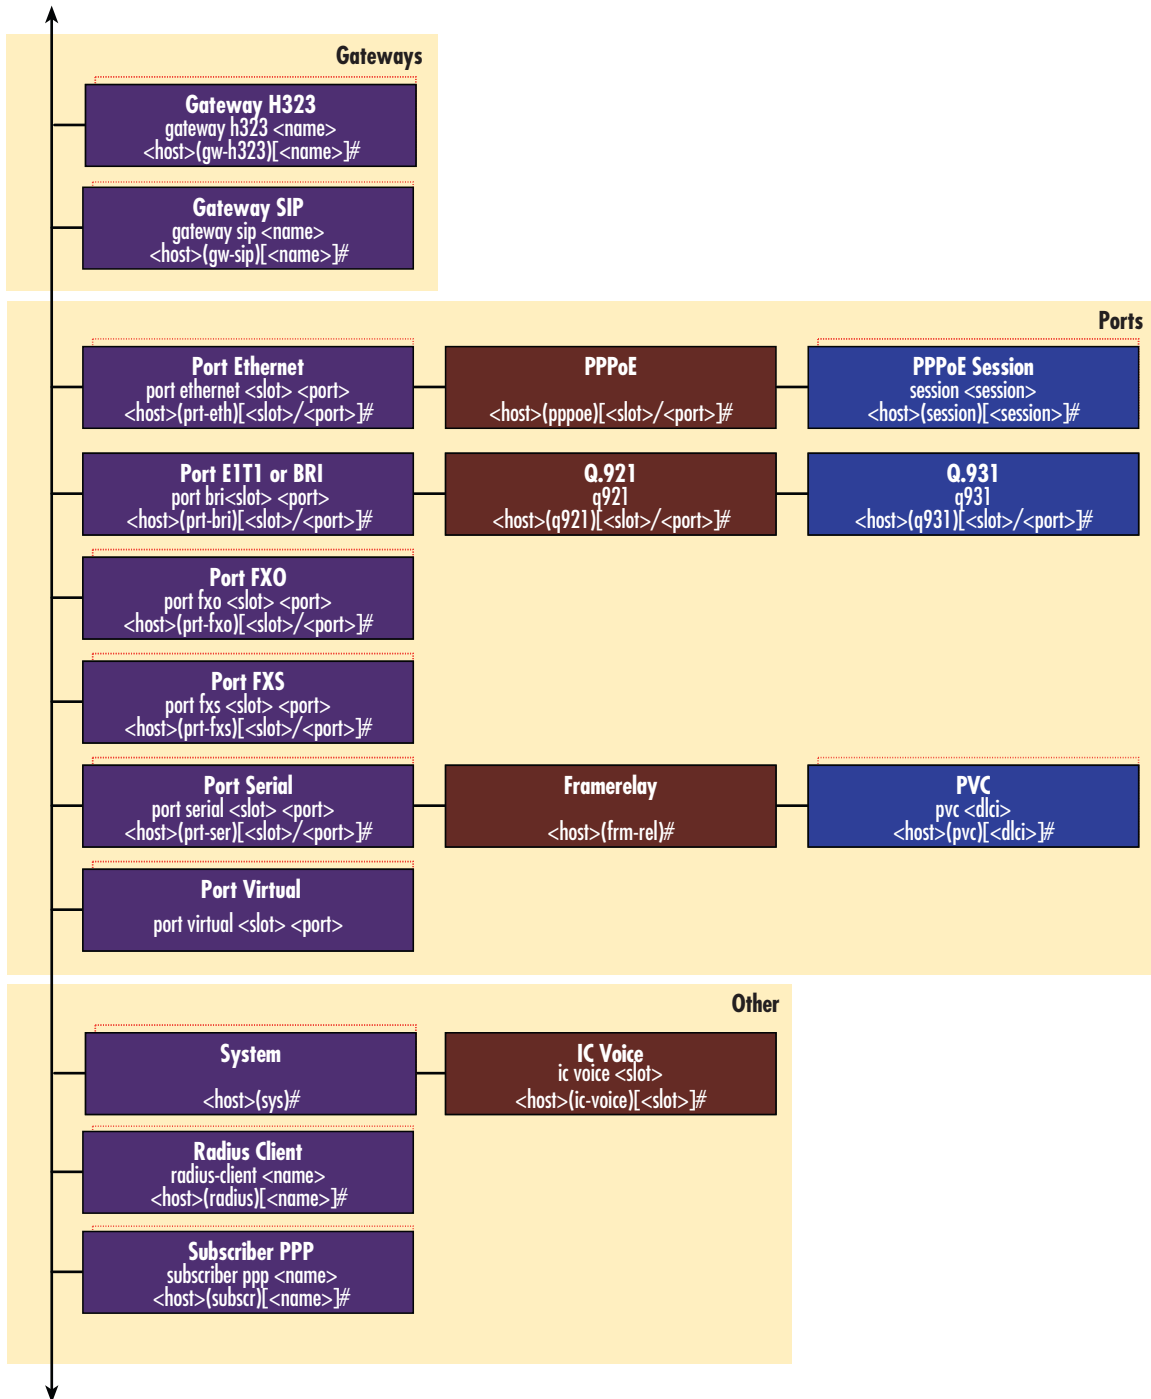 Gateways
Gateway H323
gateway h323 <name>
<host>(gw-h323)[<name>]#
Gateway SIP
gateway sip <name>
<host>(gw-sip)[<name>]#
Ports
Port Ethernet
port ethernet <slot> <port>
<host>(prt-eth)[<slot>/<port>]#
PPPoE
<host>(pppoe)[<slot>/<port>]#
PPPoE Session
session <session>
<host>(session)[<session>]#
Port E1T1 or BRI
port bri<slot> <port>
<host>(prt-bri)[<slot>/<port>]#
Q.921
q921
<host>(q921)[<slot>/<port>]#
Q.931
q931
<host>(q931)[<slot>/<port>]#
Port FXO
port fxo <slot> <port>
<host>(prt-fxo)[<slot>/<port>]#
Port FXS
port fxs <slot> <port>
<host>(prt-fxs)[<slot>/<port>]#
Port Serial
port serial <slot> <port>
<host>(prt-ser)[<slot>/<port>]#
Framerelay
<host>(frm-rel)#
PVC
pvc <dlci>
<host>(pvc)[<dlci>]#
Port Virtual
port virtual <slot> <port>
Other
System
<host>(sys)#
IC Voice
ic voice <slot>
<host>(ic-voice)[<slot>]#
Radius Client
radius-client <name>
<host>(radius)[<name>]#
Subscriber PPP
subscriber ppp <name>
<host>(subscr)[<name>]#